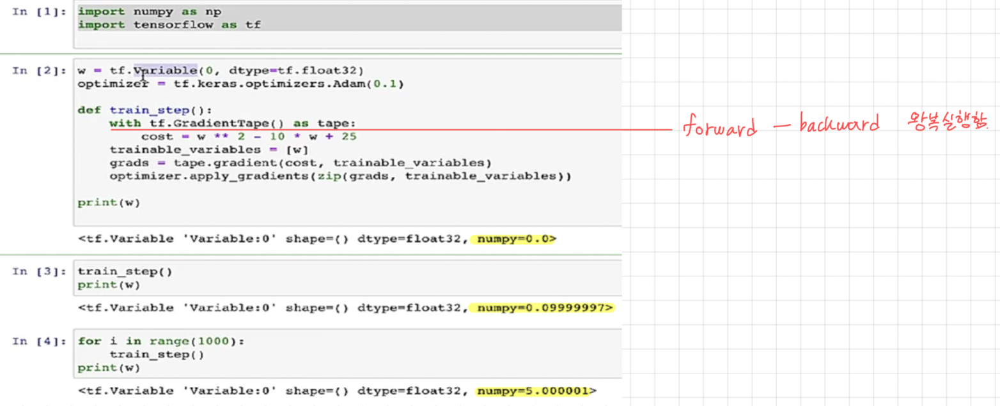 In [1]: import numpy as np
import tensorflow as tf
In [2]: w = tf.Variable(0, dtype=tf.float32)
optimizer = tf.keras.optimizers.Adam(0.1)
def train_step():
with tf.GradientTape() as tape:
forward – backward 왕복실행함.
cost = w ** 2 - 10 * w + 25
trainable_variables = [w]
grads = tape.gradient(cost, trainable_variables)
optimizer.apply_gradients(zip(grads, trainable_variables))
print(w)
<tf.Variable 'Variable:0' shape=() dtype=float32, numpy=0.0>
In [3]: train_step()
print(w)
<tf.Variable 'Variable:0' shape=() dtype=float32, numpy=0.09999997>
In [4]: for i in range(1000):
train_step()
print(w)
<tf.Variable 'Variable:0' shape=() dtype=float32, numpy=5.000001>